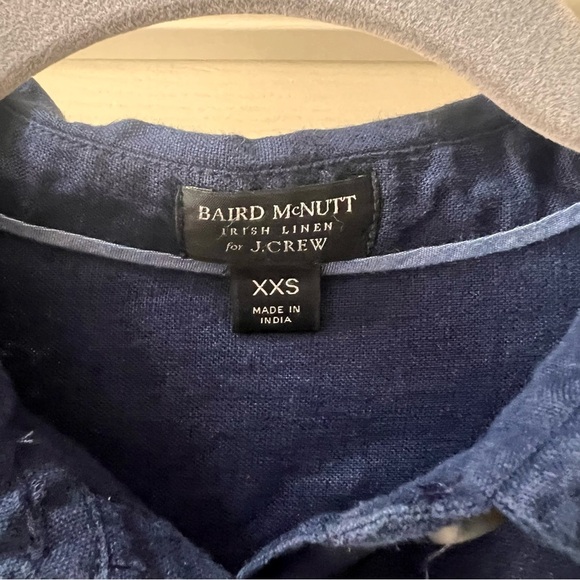 BAIRD McNUTT
IRISH LINEN
for J.CREW
XXS
MADE IN
INDIA